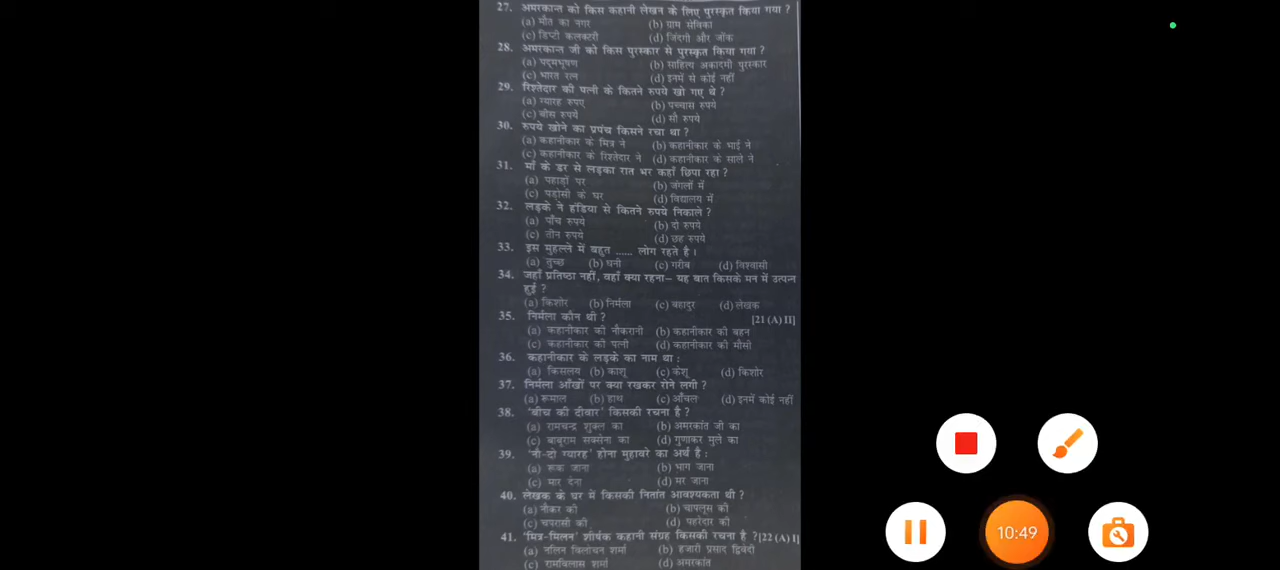 27. अमरकान्त को किस कहानी लेखन के लिए पुरस्कृत किया गया ?
(a) मौत का नगर (b) ग्राम सेविका
(c) डिप्टी कलक्टरी (d) जिंदगी और जोंक
28. अमरकान्त जी को किस पुरस्कार से पुरस्कृत किया गया ?
(a) पद्मभूषण (b) साहित्य अकादमी पुरस्कार
(c) भारत रत्न (d) इनमें से कोई नहीं
29. रिश्तेदार की पत्नी के कितने रुपये खो गए थे ?
(a) ग्यारह रुपए (b) पच्चास रुपये
(c) बीस रुपये (d) सौ रुपये
30. रुपये खोने का प्रपंच किसने रचा था ?
(a) कहानीकार के मित्र ने (b) कहानीकार के भाई ने
(c) कहानीकार के रिश्तेदार ने (d) कहानीकार के साले ने
31. माँ के डर से लड़का रात भर कहाँ छिपा रहा ?
(a) पहाड़ों पर (b) जंगलों में
(c) पड़ोसी के घर (d) विद्यालय में
32. लड़के ने हंडिया से कितने रुपये निकाले ?
(a) पाँच रुपये (b) दो रुपये
(c) तीन रुपये (d) छह रुपये
33. इस मुहल्ले में बहुत ...... लोग रहते है ।
(a) तुच्छ (b) धनी (c) गरीब (d) विश्वासी
34. जहाँ प्रतिष्ठा नहीं, वहाँ क्या रहना– यह बात किसके मन में उत्पन्न
हुई ?
(a) किशोर (b) निर्मला (c) बहादुर (d) लेखक
35. निर्मला कौन थी ? [21 (A) II]
(a) कहानीकार की नौकरानी (b) कहानीकार की बहन
(c) कहानीकार की पत्नी (d) कहानीकार की मौसी
36. कहानीकार के लड़के का नाम था :
(a) किसलय (b) काशू (c) केशू (d) किशोर
37. निर्मला आँखों पर क्या रखकर रोने लगी ?
(a) रूमाल (b) हाथ (c) आँचल (d) इनमें कोई नहीं
38. 'बीच की दीवार' किसकी रचना है ?
(a) रामचन्द्र शुक्ल का (b) अमरकांत जी का
(c) बाबूराम सक्सेना का (d) गुणाकर मुले का
39. 'नौ-दो ग्यारह' होना मुहावरे का अर्थ है :
(a) रूक जाना (b) भाग जाना
(c) मार देना (d) मर जाना
40. लेखक के घर में किसकी नितांत आवश्यकता थी ?
(a) नौकर की (b) चापलूस की
(c) चपरासी की (d) पहरेदार की
41. 'मित्र-मिलन' शीर्षक कहानी संग्रह किसकी रचना है ?[22 (A) I]
(a) नलिन विलोचन शर्मा (b) हजारी प्रसाद द्विवेदी
(c) रामविलास शर्मा (d) अमरकांत
10:49